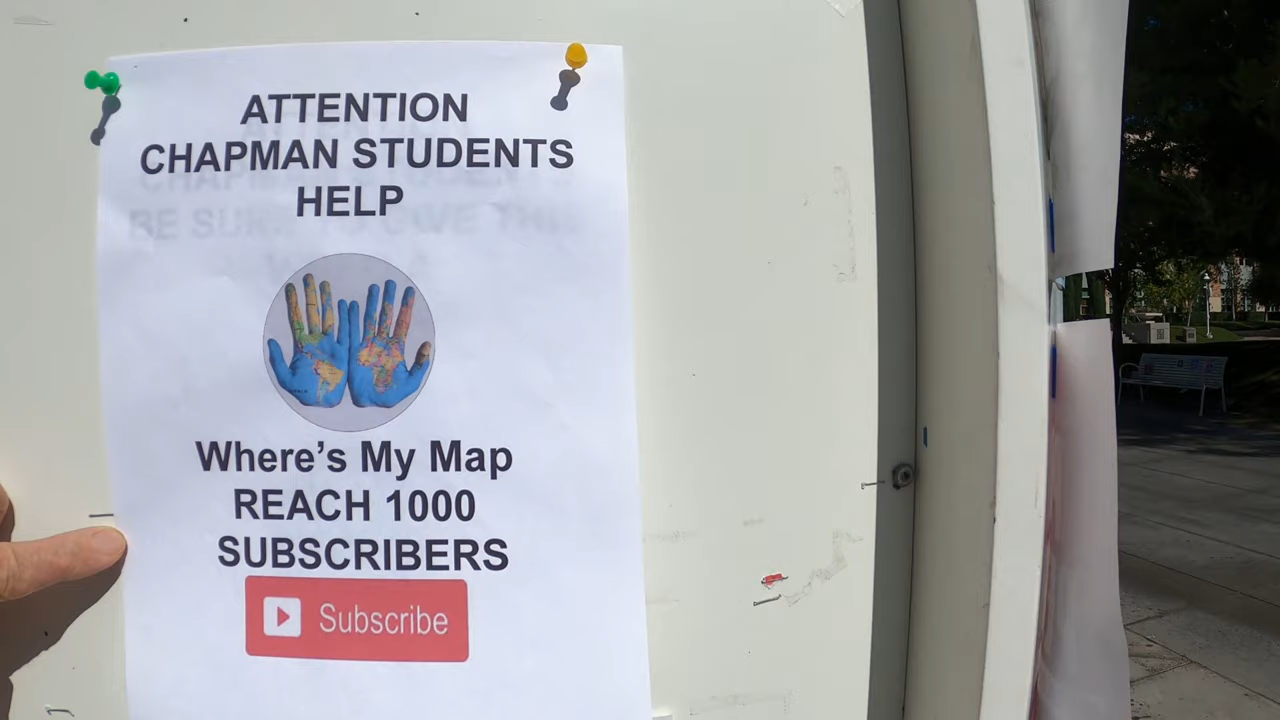 ATTENTION
CHAPMAN STUDENTS
HELP
Where's My Map
REACH 1000
SUBSCRIBERS
Subscribe